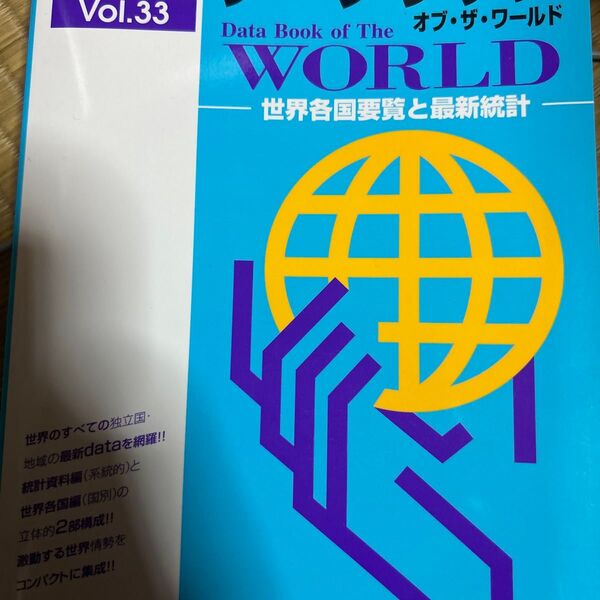 Vol.33
オブ・ザ・ワールド
Data Book of The
WORLD
世界各国要覧と最新統計
世界のすべての独立国・
地域の最新dataを網羅!!
統計資料編(系統的)と
世界各国編(国別)の
立体的2部構成!!
激動する世界情勢を
コンパクトに集成!!